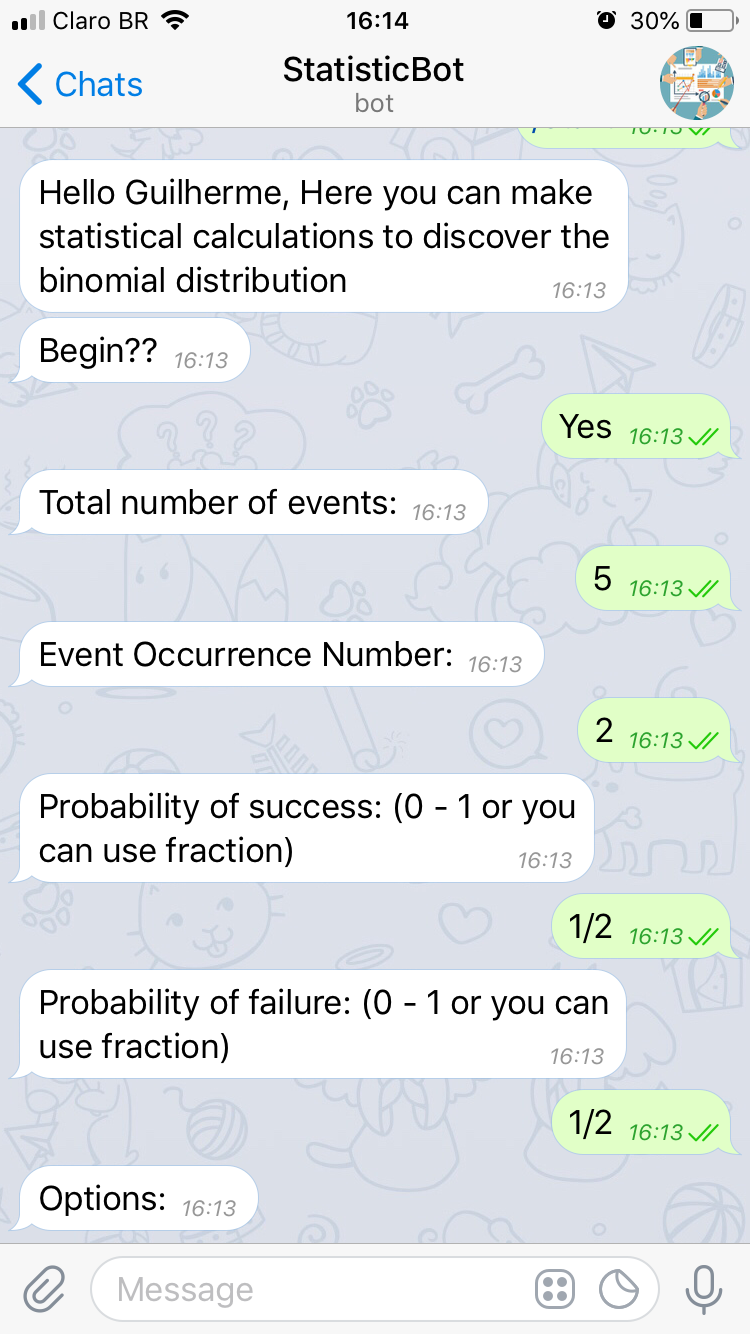 Claro BR 16:14 30%
Chats StatisticBot
bot
16:13
Hello Guilherme, Here you can make
statistical calculations to discover the
binomial distribution 16:13
Begin?? 16:13
Yes 16:13
Total number of events: 16:13
5 16:13
Event Occurrence Number: 16:13
2 16:13
Probability of success: (0 - 1 or you
can use fraction) 16:13
1/2 16:13
Probability of failure: (0 - 1 or you can
use fraction) 16:13
1/2 16:13
Options: 16:13
Message